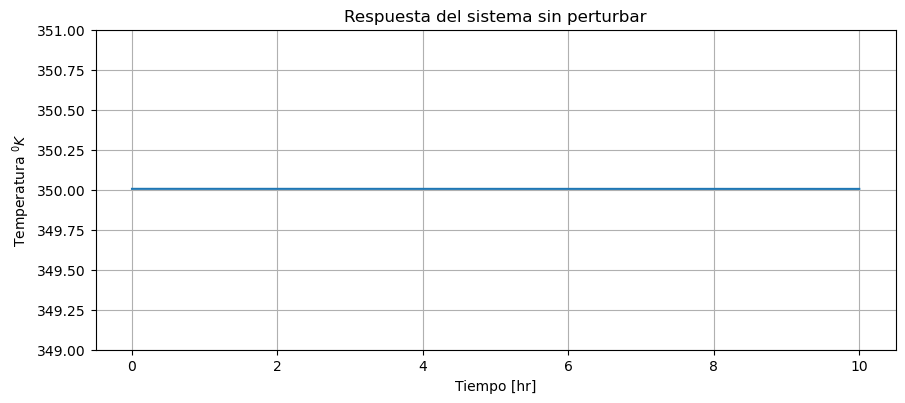 Respuesta del sistema sin perturbar
351.00
350.75
350.50
350.25
350.00
349.75
349.50
349.25
349.00
Temperatura ⁰K
0 2 4 6 8 10
Tiempo [hr]